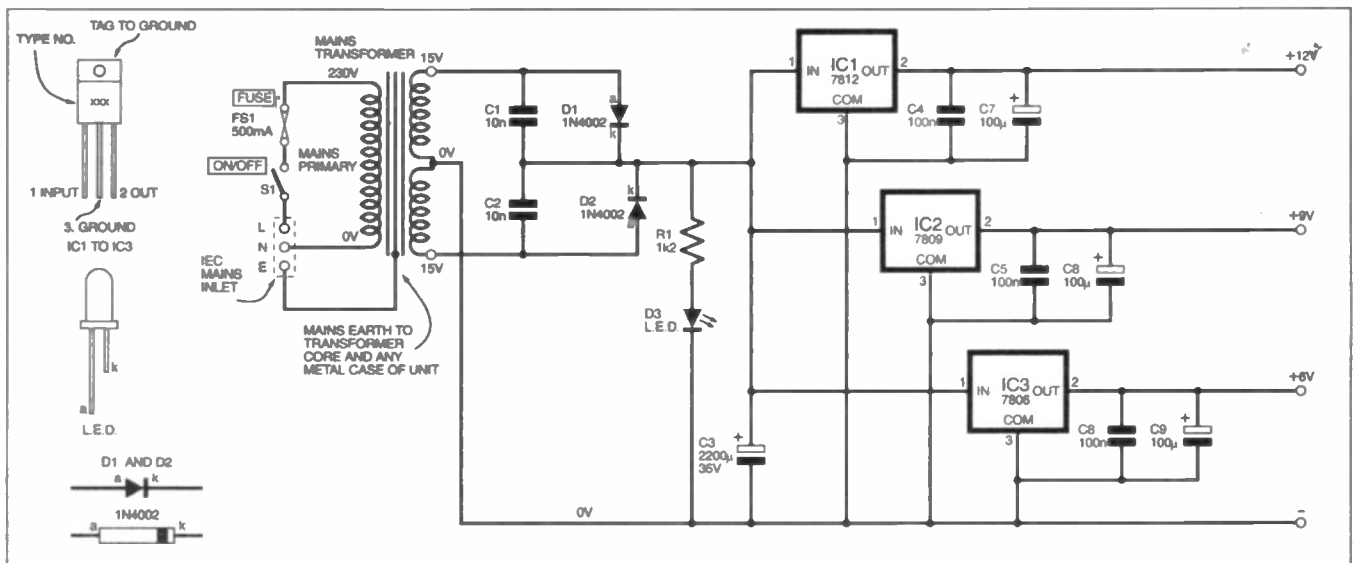 TAG TO GROUND
TYPE NO.
xxx
1 INPUT
2 OUT
3. GROUND
IC1 TO IC3
k
a
L.E.D.
D1 AND D2
a
k
1N4002
a
k
MAINS
TRANSFORMER
230V
FUSE
FS1
500mA
MAINS
PRIMARY
ON/OFF
S1
L
N
E
0V
IEC
MAINS
INLET
MAINS EARTH TO
TRANSFORMER
CORE AND ANY
METAL CASE OF UNIT
15V
0V
15V
C1
10n
C2
10n
D1
1N4002
a
k
D2
1N4002
k
R1
1k2
D3
L.E.D.
C3
2200µ
35V
+
0V
1
IN
IC1
7812
OUT
2
COM
3
C4
100n
C7
100µ
+
+12V
1
IN
IC2
7809
OUT
2
COM
3
C5
100n
C8
100µ
+
+9V
1
IN
IC3
7806
OUT
2
COM
3
C8
100n
C9
100µ
+
+6V
–